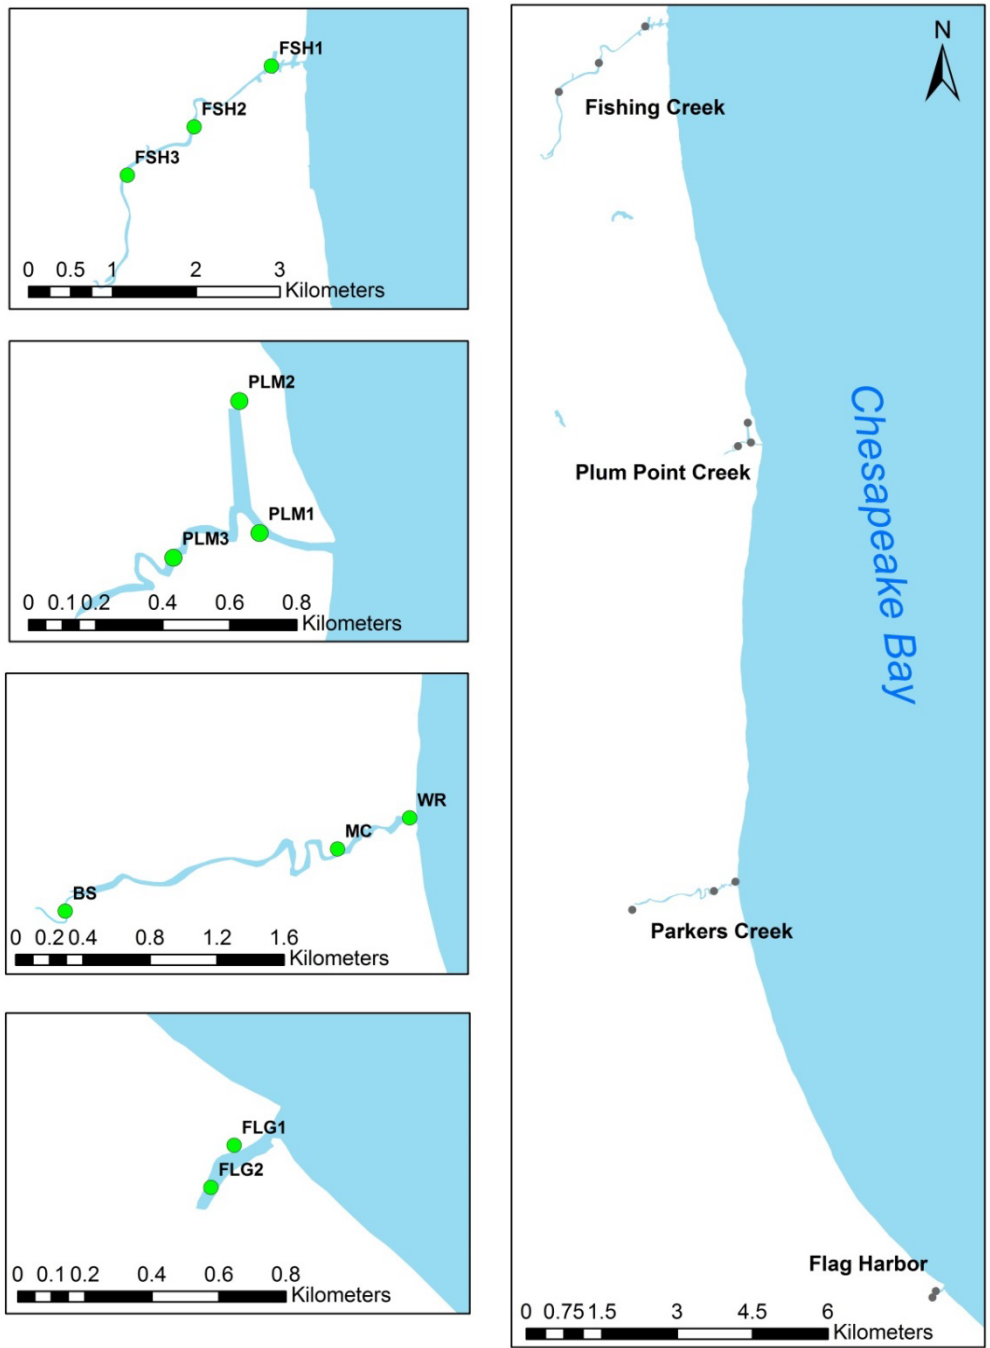 FSH1
FSH2
FSH3
0 0.5 1 2 3
Kilometers
PLM2
PLM1
PLM3
0 0.1 0.2 0.4 0.6 0.8
Kilometers
WR
MC
BS
0 0.2 0.4 0.8 1.2 1.6
Kilometers
FLG1
FLG2
0 0.1 0.2 0.4 0.6 0.8
Kilometers
N
Fishing Creek
Plum Point Creek
Chesapeake Bay
Parkers Creek
Flag Harbor
0 0.75 1.5 3 4.5 6
Kilometers